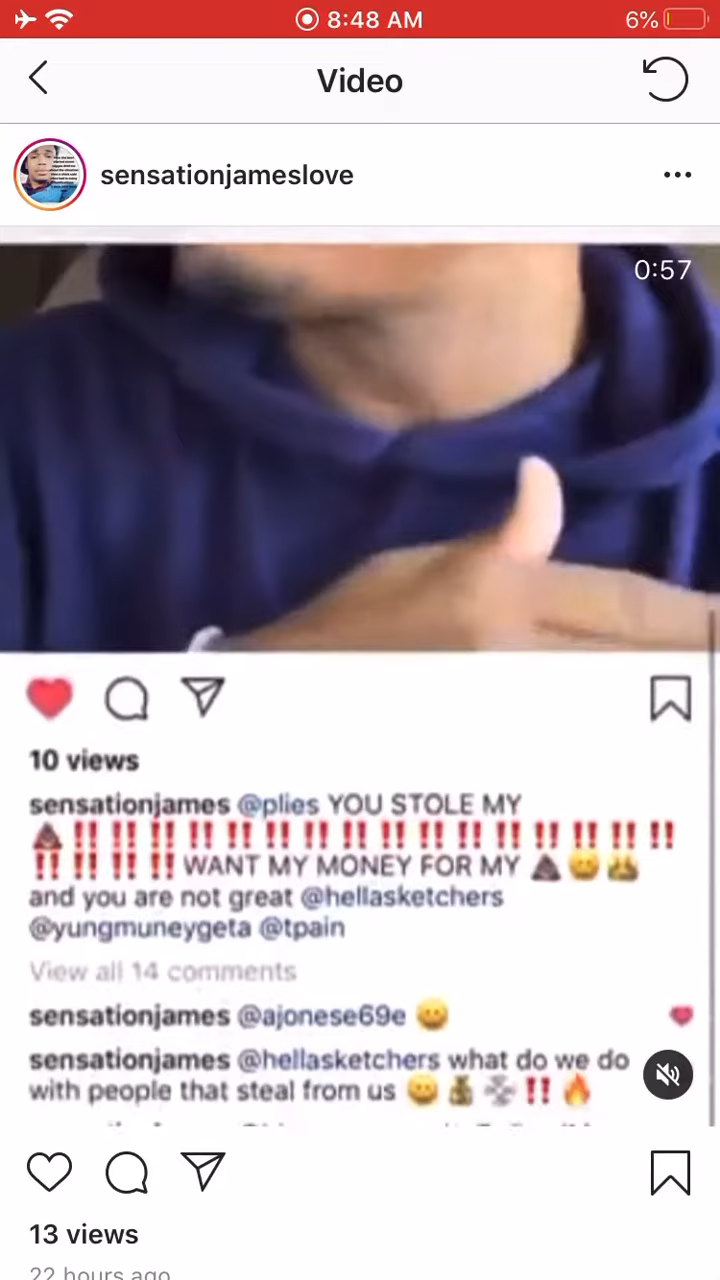 8:48 AM
6%
Video
sensationjameslove
0:57
10 views
sensationjames @plies YOU STOLE MY
💩‼️‼️‼️‼️‼️‼️‼️‼️‼️‼️‼️‼️‼️‼️‼️‼️
‼️‼️‼️‼️WANT MY MONEY FOR MY 💩
and you are not great @hellasketchers
@yungmuneygeta @tpain
View all 14 comments
sensationjames @ajonese69e 😀
sensationjames @hellasketchers what do we do
with people that steal from us 😀💰‼️🔥
13 views
22 hours ago